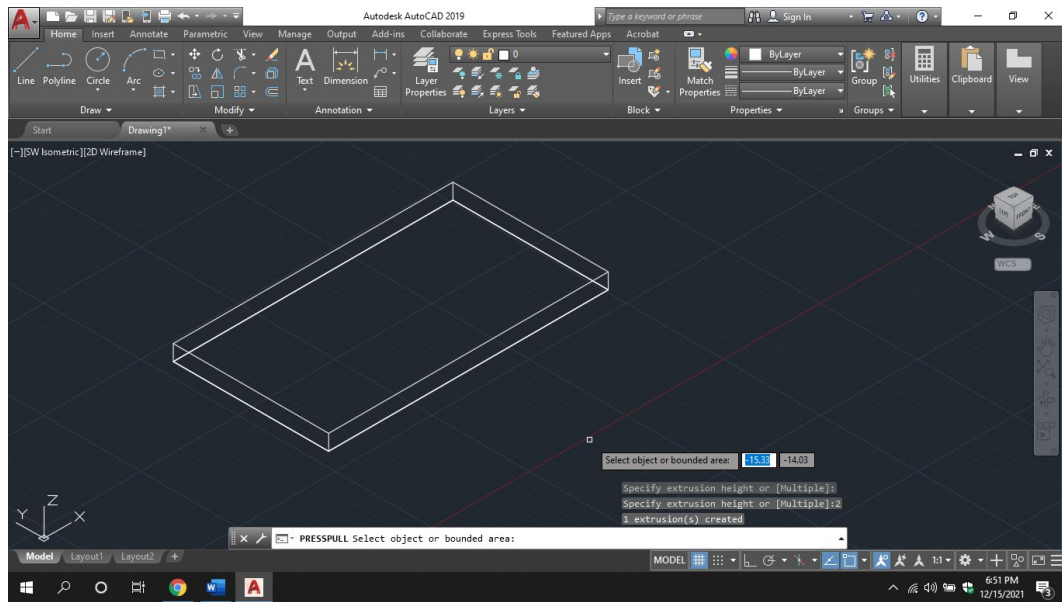 Autodesk AutoCAD 2019
Type a keyword or phrase
Sign In
Home Insert Annotate Parametric View Manage Output Add-ins Collaborate Express Tools Featured Apps Acrobat
Line Polyline Circle Arc
Text Dimension
Layer Properties
0
Insert
Match Properties
ByLayer
ByLayer
ByLayer
Group
Utilities
Clipboard
View
Draw Modify Annotation Layers Block Properties Groups
Start Drawing1* +
[−][SW Isometric][2D Wireframe]
TOP
LEFT FRONT
W S
WCS
Select object or bounded area: -15.33 -14.03
Specify extrusion height or [Multiple]:
Specify extrusion height or [Multiple]:2
1 extrusion(s) created
Z
Y X
PRESSPULL Select object or bounded area:
Model Layout1 Layout2 +
MODEL 1:1
6:51 PM
12/15/2021
3